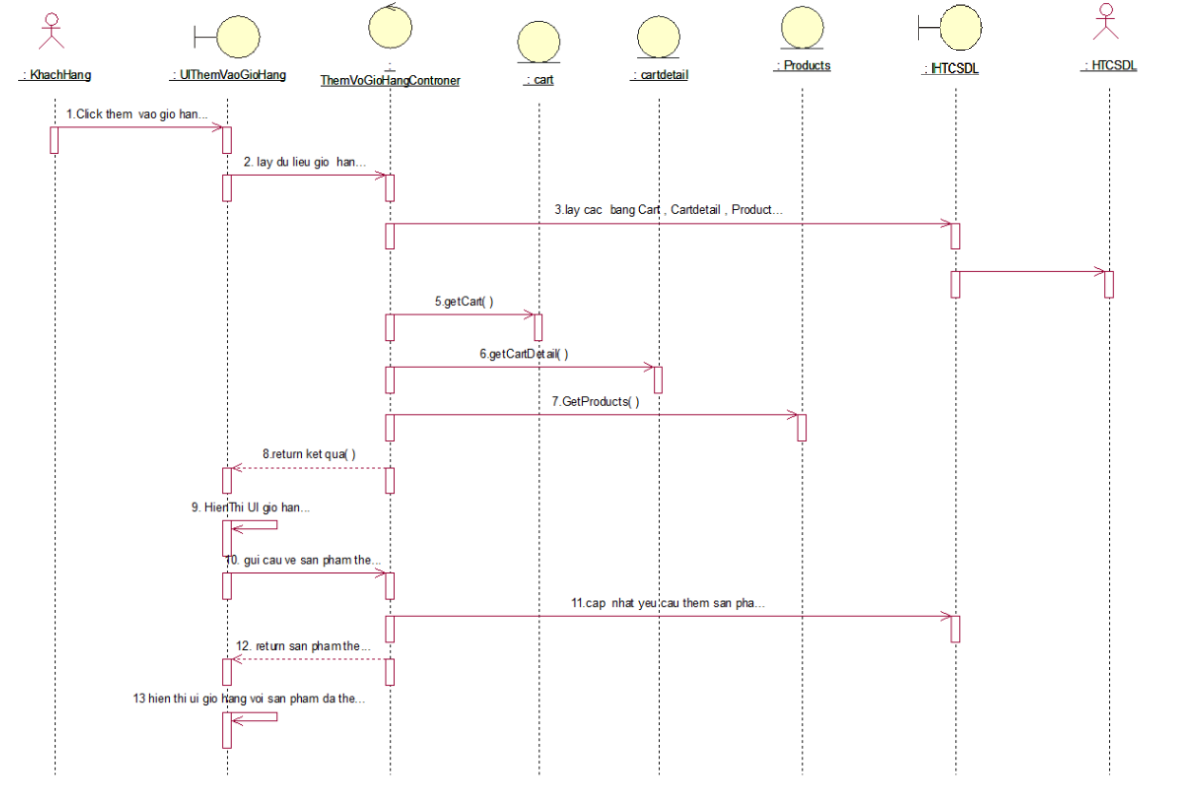 : KhachHang
: UIThemVaoGioHang
:
ThemVoGioHangControner
: cart
: cartdetail
: Products
: IHTCSDL
: HTCSDL
1.Click them vao gio han...
2. lay du lieu gio han...
3.lay cac bang Cart , Cartdetail , Product...
5.getCart( )
6.getCartDetail( )
7.GetProducts( )
8.return ket qua( )
9. HienThi UI gio han...
10. gui cau ve san pham the...
11.cap nhat yeu cau them san pha...
12. return san pham the...
13 hien thi ui gio hang voi san pham da the...